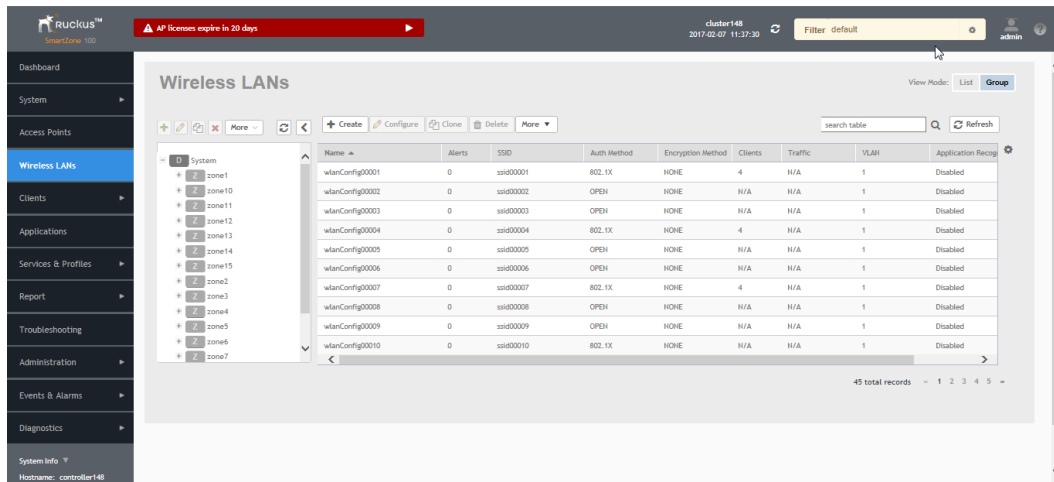 Ruckus™
SmartZone 100
AP licenses expire in 20 days
cluster148
2017-02-07 11:37:30
Filter default
admin
Dashboard
System
Access Points
Wireless LANs
Clients
Applications
Services & Profiles
Report
Troubleshooting
Administration
Events & Alarms
Diagnostics
System Info
Hostname: controller148
Wireless LANs
View Mode: List Group
More
Create Configure Clone Delete More
search table
Refresh
D System
Z zone1
Z zone10
Z zone11
Z zone12
Z zone13
Z zone14
Z zone15
Z zone2
Z zone3
Z zone4
Z zone5
Z zone6
Z zone7
Name Alerts SSID Auth Method Encryption Method Clients Traffic VLAN Application Recog
wlanConfig00001 0 ssid00001 802.1X NONE 4 N/A 1 Disabled
wlanConfig00002 0 ssid00002 OPEN NONE N/A N/A 1 Disabled
wlanConfig00003 0 ssid00003 OPEN NONE N/A N/A 1 Disabled
wlanConfig00004 0 ssid00004 802.1X NONE 4 N/A 1 Disabled
wlanConfig00005 0 ssid00005 OPEN NONE N/A N/A 1 Disabled
wlanConfig00006 0 ssid00006 OPEN NONE N/A N/A 1 Disabled
wlanConfig00007 0 ssid00007 802.1X NONE 4 N/A 1 Disabled
wlanConfig00008 0 ssid00008 OPEN NONE N/A N/A 1 Disabled
wlanConfig00009 0 ssid00009 OPEN NONE N/A N/A 1 Disabled
wlanConfig00010 0 ssid00010 802.1X NONE N/A N/A 1 Disabled
45 total records « 1 2 3 4 5 »